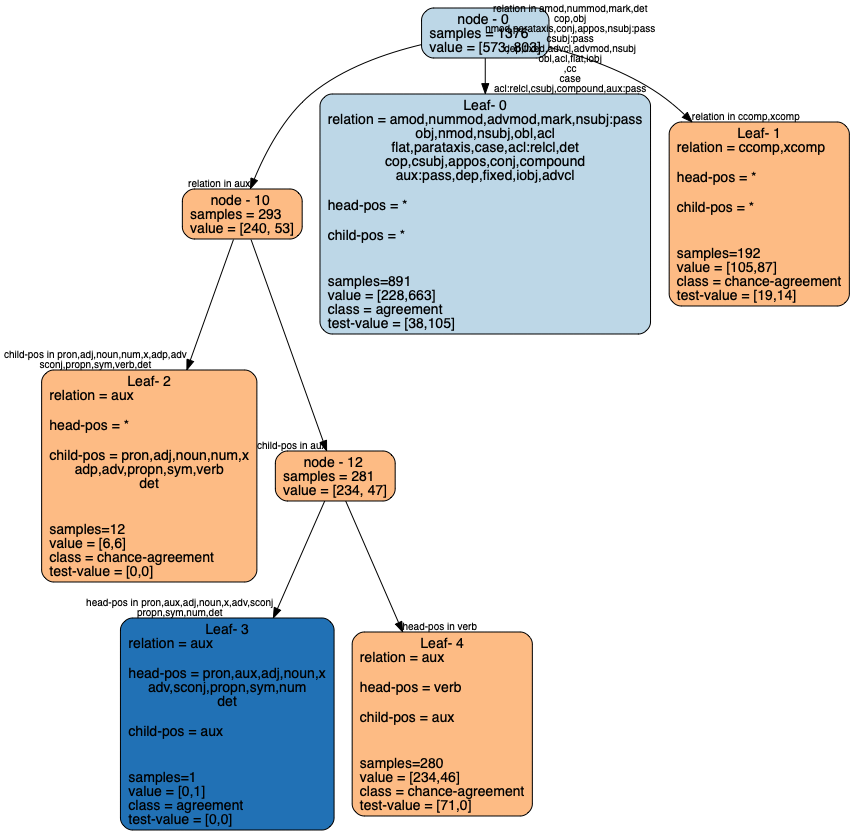 relation in amod,nummod,mark,det
cop,obj
nmod,parataxis,conj,appos,nsubj:pass
csubj:pass
dep,fixed,advcl,advmod,nsubj
obl,acl,flat,iobj
,cc
case
acl:relcl,csubj,compound,aux:pass
node - 0
samples = 1376
value = [573, 803]
relation in ccomp,xcomp
Leaf- 0
relation = amod,nummod,advmod,mark,nsubj:pass
obj,nmod,nsubj,obl,acl
flat,parataxis,case,acl:relcl,det
cop,csubj,appos,conj,compound
aux:pass,dep,fixed,iobj,advcl
head-pos = *
child-pos = *
samples=891
value = [228,663]
class = agreement
test-value = [38,105]
Leaf- 1
relation = ccomp,xcomp
head-pos = *
child-pos = *
samples=192
value = [105,87]
class = chance-agreement
test-value = [19,14]
relation in aux
node - 10
samples = 293
value = [240, 53]
child-pos in pron,adj,noun,num,x,adp,adv
sconj,propn,sym,verb,det
Leaf- 2
relation = aux
head-pos = *
child-pos = pron,adj,noun,num,x
adp,adv,propn,sym,verb
det
samples=12
value = [6,6]
class = chance-agreement
test-value = [0,0]
child-pos in aux
node - 12
samples = 281
value = [234, 47]
head-pos in pron,aux,adj,noun,x,adv,sconj
propn,sym,num,det
Leaf- 3
relation = aux
head-pos = pron,aux,adj,noun,x
adv,sconj,propn,sym,num
det
child-pos = aux
samples=1
value = [0,1]
class = agreement
test-value = [0,0]
head-pos in verb
Leaf- 4
relation = aux
head-pos = verb
child-pos = aux
samples=280
value = [234,46]
class = chance-agreement
test-value = [71,0]